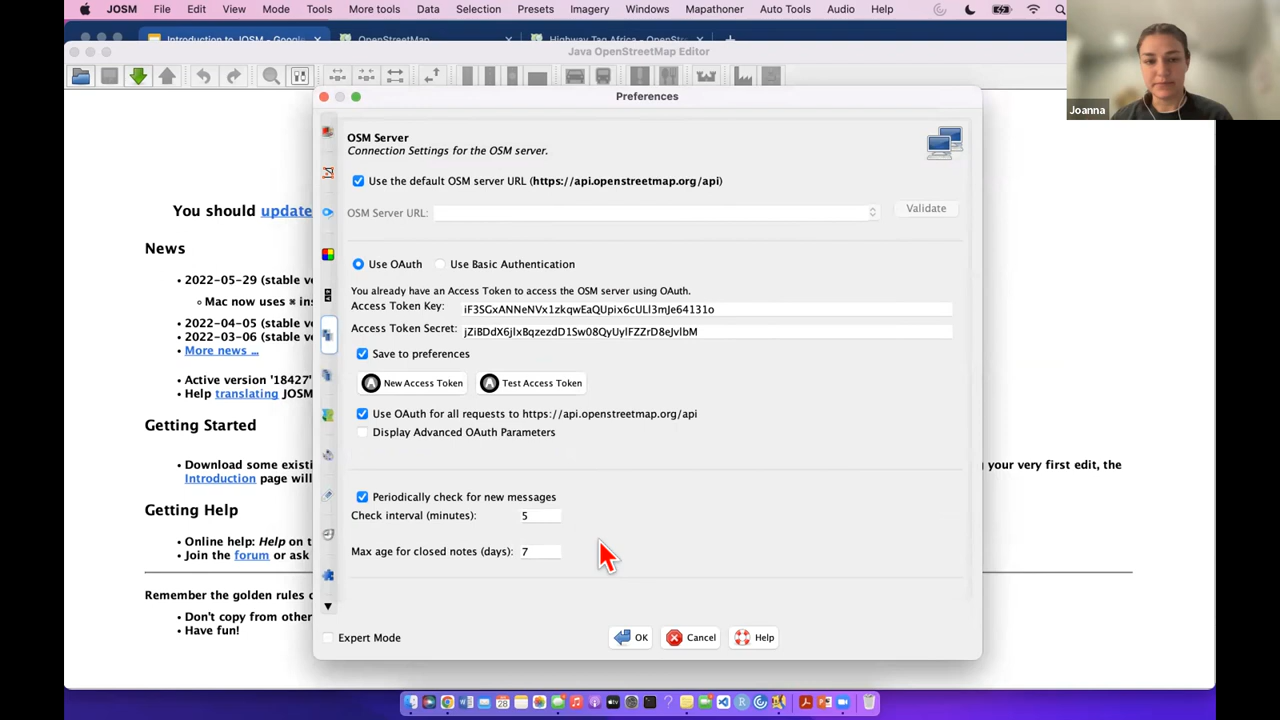 JOSM File Edit View Mode Tools More tools Data Selection Presets Imagery Windows Mapathoner Auto Tools Audio Help
Introduction to JOSM - Google
OpenStreetMap
Highway Tag Africa - OpenStreetMap
Java OpenStreetMap Editor
Joanna
Preferences
OSM Server
Connection Settings for the OSM server.
Use the default OSM server URL (https://api.openstreetmap.org/api)
OSM Server URL:
Validate
Use OAuth
Use Basic Authentication
You already have an Access Token to access the OSM server using OAuth.
Access Token Key: iF3SGxANNeNVx1zkqwEaQUpix6cULl3mJe64131o
Access Token Secret: jZiBDdX6jlxBqzezdD1Sw08QyUylFZZrD8eJvlbM
Save to preferences
New Access Token
Test Access Token
Use OAuth for all requests to https://api.openstreetmap.org/api
Display Advanced OAuth Parameters
Periodically check for new messages
Check interval (minutes): 5
Max age for closed notes (days): 7
Expert Mode
OK
Cancel
Help
You should update
News
2022-05-29 (stable v
Mac now uses ⌘ ins
2022-04-05 (stable v
2022-03-06 (stable v
More news ...
Active version '18427'
Help translating JOSM
Getting Started
Download some existi
Introduction page will
g your very first edit, the
Getting Help
Online help: Help on t
Join the forum or ask
Remember the golden rules o
Don't copy from other
Have fun!